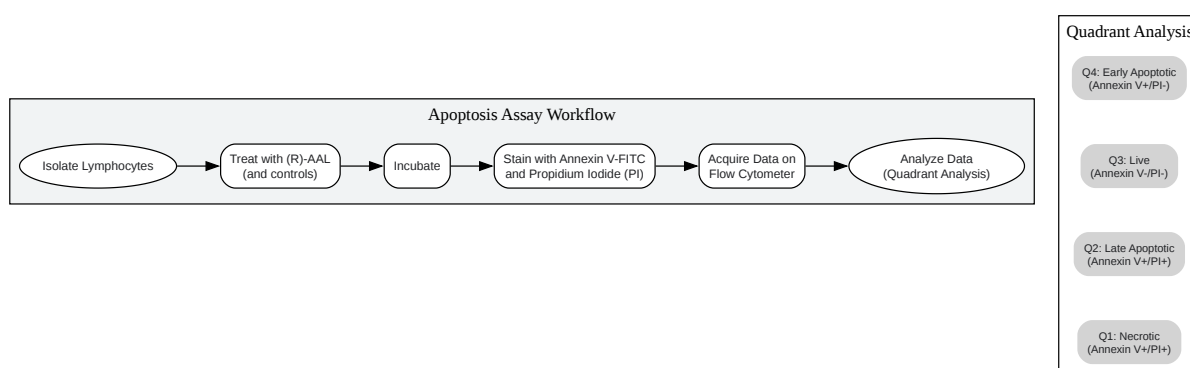 Apoptosis Assay Workflow
Isolate Lymphocytes
Treat with (R)-AAL
(and controls)
Incubate
Stain with Annexin V-FITC
and Propidium Iodide (PI)
Acquire Data on
Flow Cytometer
Analyze Data
(Quadrant Analysis)
Quadrant Analysis
Q4: Early Apoptotic
(Annexin V+/PI-)
Q3: Live
(Annexin V-/PI-)
Q2: Late Apoptotic
(Annexin V+/PI+)
Q1: Necrotic
(Annexin V+/PI+)